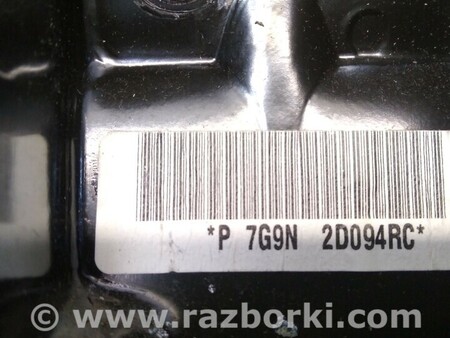 *P 7G9N 2D094RC*
© www.razborki.com